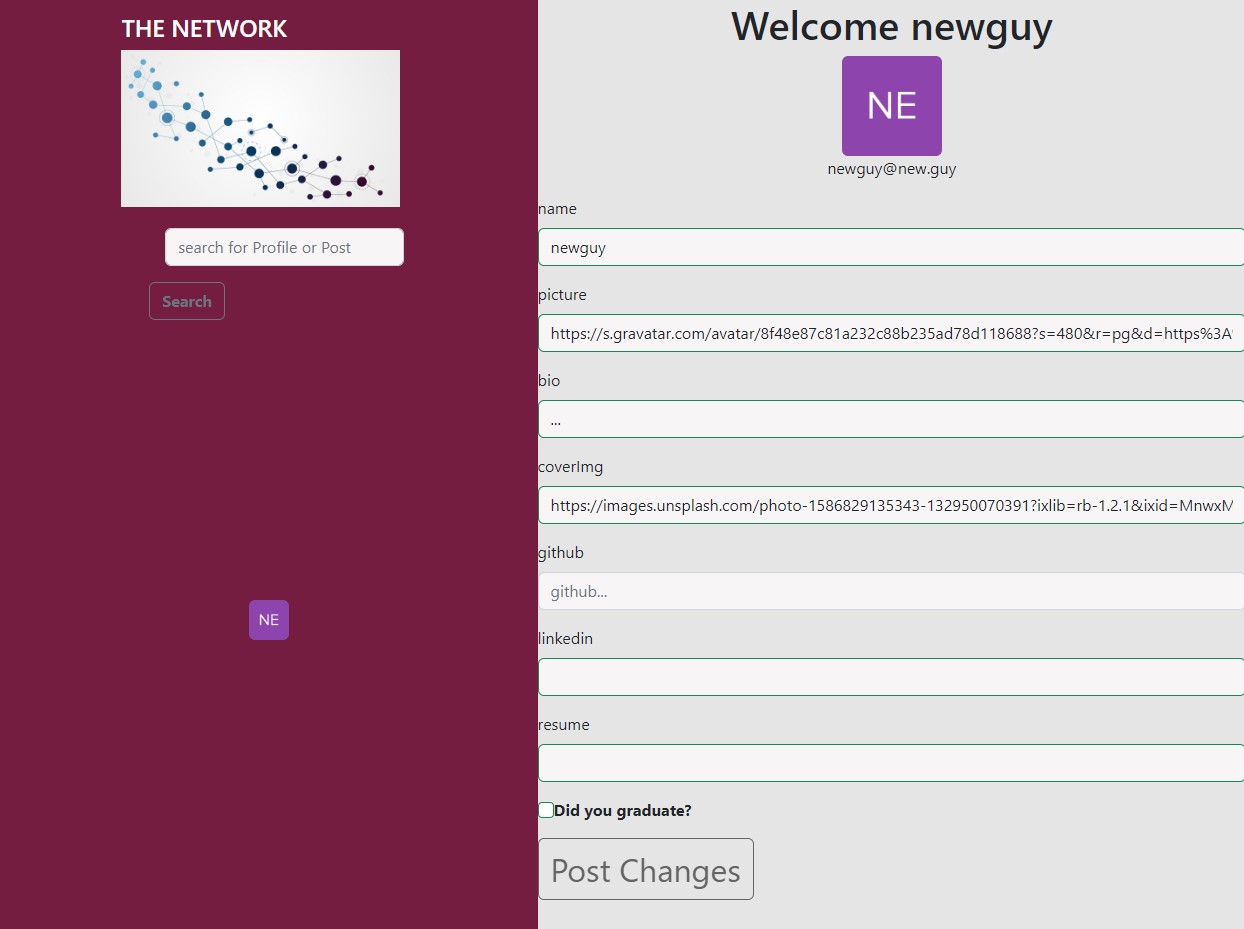 THE NETWORK
search for Profile or Post
Search
NE
Welcome newguy
NE
newguy@new.guy
name
newguy
picture
https://s.gravatar.com/avatar/8f48e87c81a232c88b235ad78d118688?s=480&r=pg&d=https%3A
bio
...
coverImg
https://images.unsplash.com/photo-1586829135343-132950070391?ixlib=rb-1.2.1&ixid=MnwxM
github
github...
linkedin
resume
Did you graduate?
Post Changes